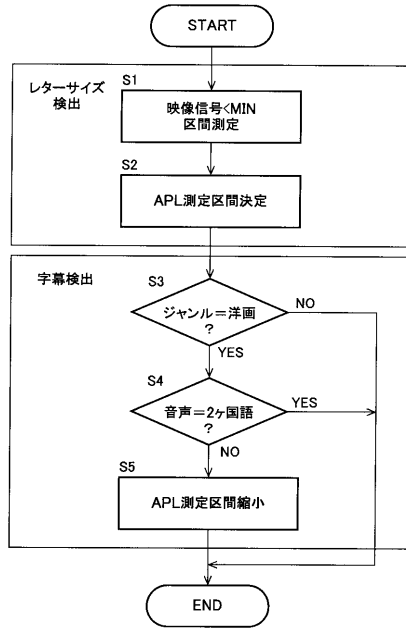 START
レターサイズ
検出
S1
映像信号<MIN
区間測定
S2
APL測定区間決定
字幕検出
S3
ジャンル=洋画
?
NO
YES
S4
音声=2ヶ国語
?
YES
NO
S5
APL測定区間縮小
END